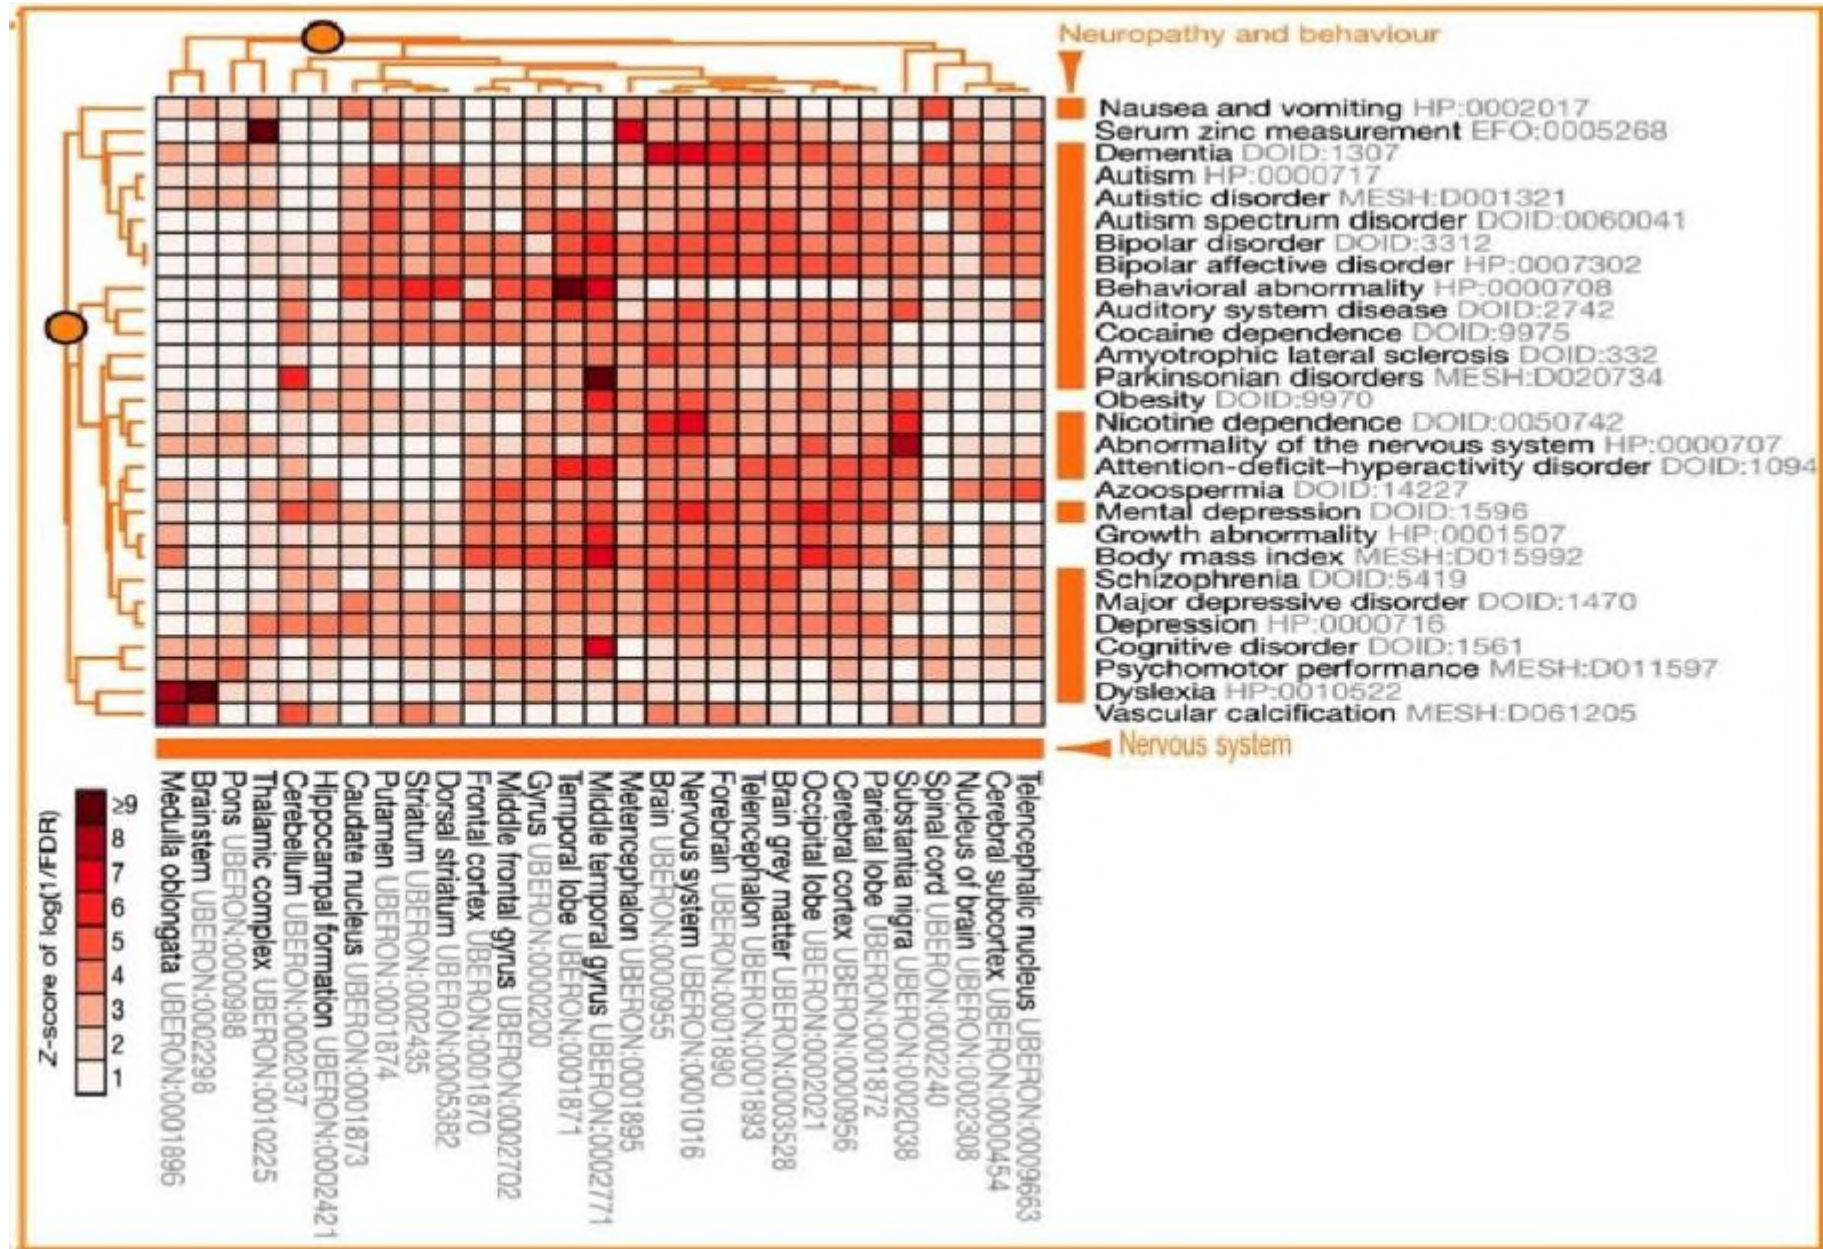 Neuropathy and behaviour
Nausea and vomiting HP:0002017
Serum zinc measurement EFO:0005268
Dementia DOID:1307
Autism HP:0000717
Autistic disorder MESH:D001321
Autism spectrum disorder DOID:0060041
Bipolar disorder DOID:3312
Bipolar affective disorder HP:0007302
Behavioral abnormality HP:0000708
Auditory system disease DOID:2742
Cocaine dependence DOID:9975
Amyotrophic lateral sclerosis DOID:332
Parkinsonian disorders MESH:D020734
Obesity DOID:9970
Nicotine dependence DOID:0050742
Abnormality of the nervous system HP:0000707
Attention-deficit–hyperactivity disorder DOID:1094
Azoospermia DOID:14227
Mental depression DOID:1596
Growth abnormality HP:0001507
Body mass index MESH:D015992
Schizophrenia DOID:5419
Major depressive disorder DOID:1470
Depression HP:0000716
Cognitive disorder DOID:1561
Psychomotor performance MESH:D011597
Dyslexia HP:0010522
Vascular calcification MESH:D061205
Nervous system
Medulla oblongata UBERON:0001896
Brainstem UBERON:0002298
Pons UBERON:0000988
Thalamic complex UBERON:0010225
Cerebellum UBERON:0002037
Hippocampal formation UBERON:0002421
Caudate nucleus UBERON:0001873
Putamen UBERON:0001874
Striatum UBERON:0002435
Dorsal striatum UBERON:0005382
Frontal cortex UBERON:0001870
Middle frontal gyrus UBERON:0002702
Gyrus UBERON:0000200
Temporal lobe UBERON:0001871
Middle temporal gyrus UBERON:0002771
Metencephalon UBERON:0001895
Brain UBERON:0000955
Nervous system UBERON:0001016
Forebrain UBERON:0001890
Telencephalon UBERON:0001893
Brain grey matter UBERON:0003528
Occipital lobe UBERON:0002021
Cerebral cortex UBERON:0000956
Parietal lobe UBERON:0001872
Substantia nigra UBERON:0002038
Spinal cord UBERON:0002240
Nucleus of brain UBERON:0002308
Cerebral subcortex UBERON:0000454
Telencephalic nucleus UBERON:0009663
Z-score of log(1/FDR)
≥9
8
7
6
5
4
3
2
1